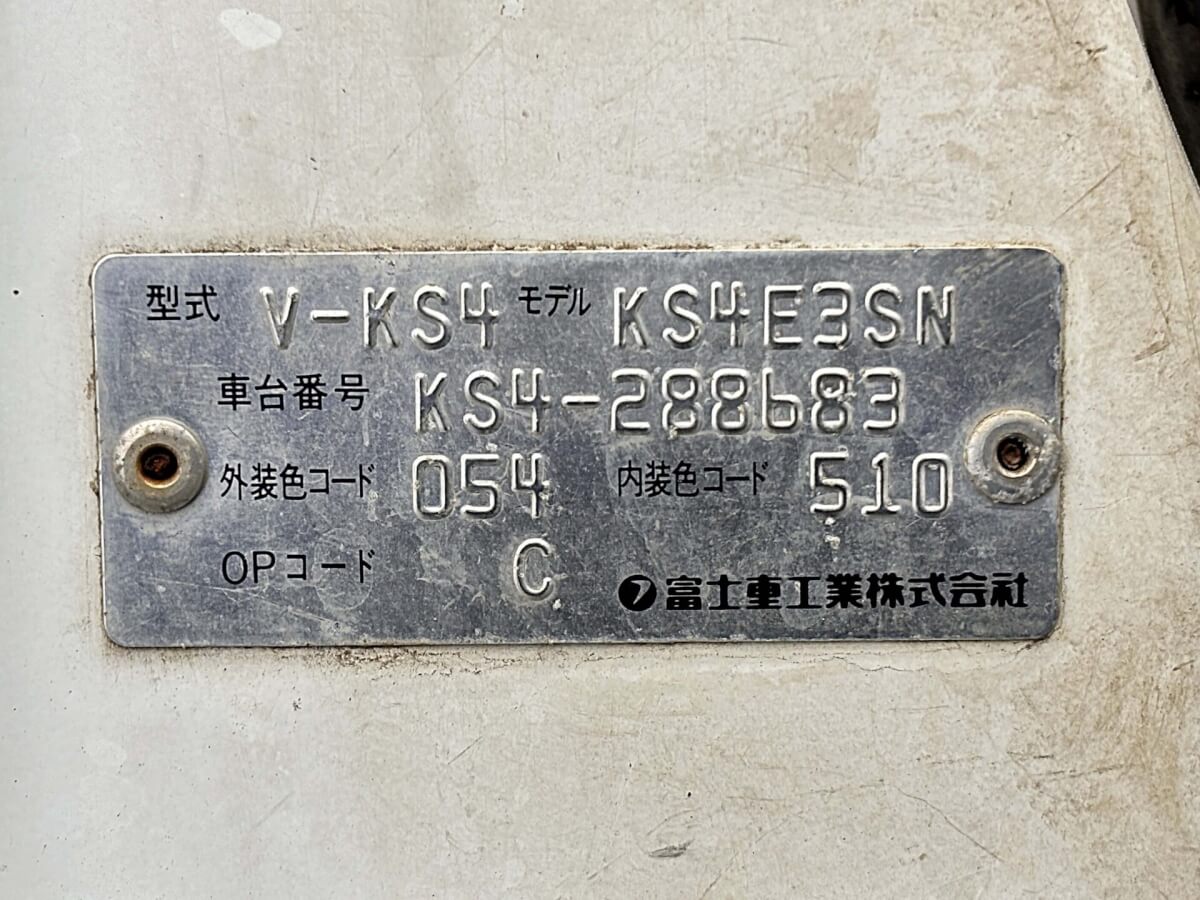 型式 V-KS4 モデル KS4E3SN
車台番号 KS4-288683
外装色コード 054 内装色コード 510
OPコード C
富士重工業株式会社